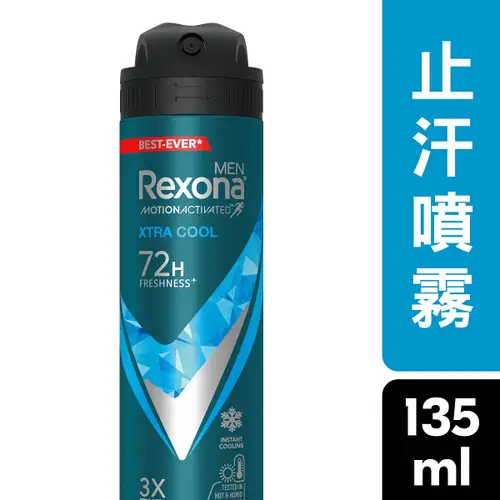 BEST-EVER*
MEN
Rexona
MOTIONACTIVATED
XTRA COOL
72H
FRESHNESS+
INSTANT
COOLING
3X
TESTED IN
HOT & HUMID
止汗噴霧
135
ml